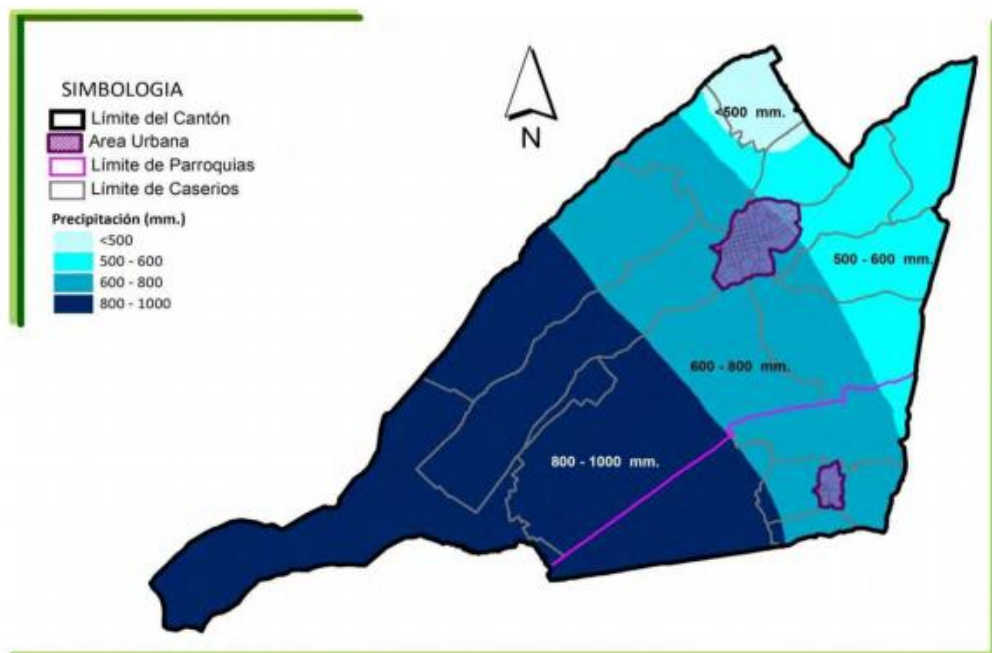 SIMBOLOGIA
Límite del Cantón
Area Urbana
Límite de Parroquias
Límite de Caserios
Precipitación (mm.)
<500
500 - 600
600 - 800
800 - 1000
N
<500 mm.
500 - 600 mm.
600 - 800 mm.
800 - 1000 mm.